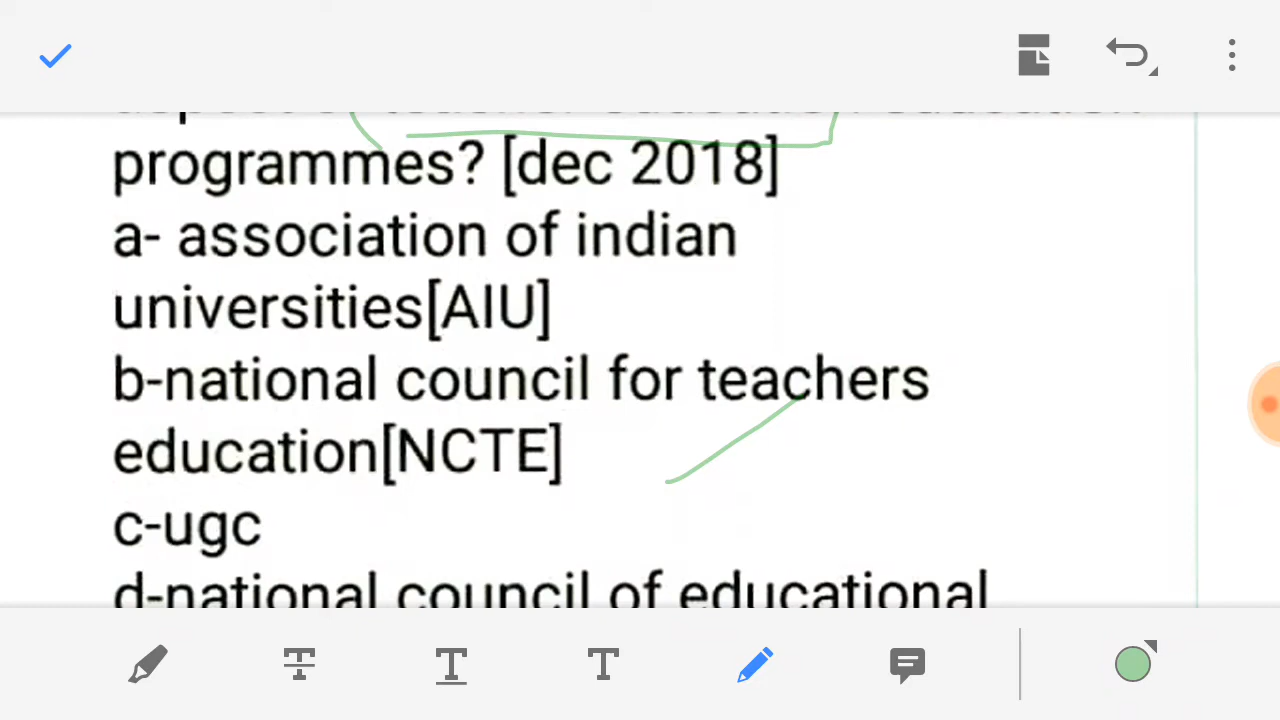 programmes? [dec 2018]
a- association of indian
universities[AIU]
b-national council for teachers
education[NCTE]
c-ugc
d-national council of educational